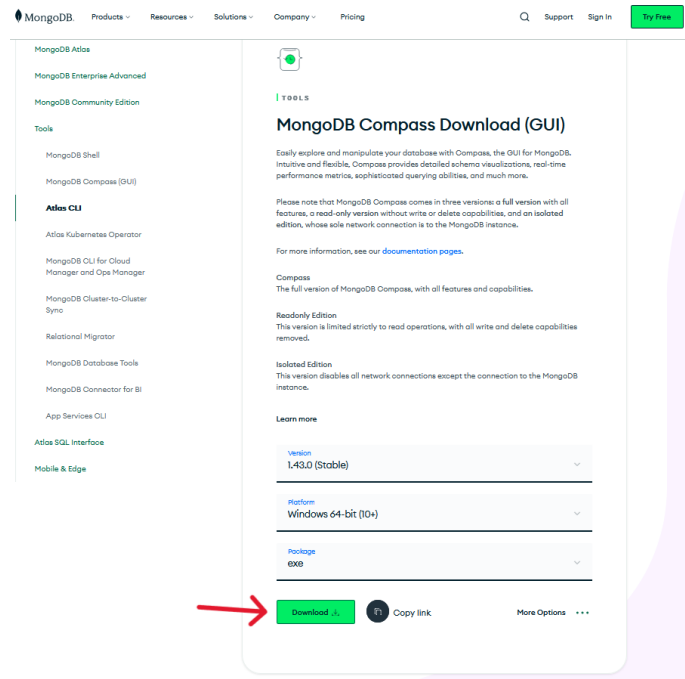 MongoDB.
Products
Resources
Solutions
Company
Pricing
Support
Sign In
Try Free
MongoDB Atlas
MongoDB Enterprise Advanced
MongoDB Community Edition
Tools
MongoDB Shell
MongoDB Compass (GUI)
Atlas CLI
Atlas Kubernetes Operator
MongoDB CLI for Cloud
Manager and Ops Manager
MongoDB Cluster-to-Cluster
Sync
Relational Migrator
MongoDB Database Tools
MongoDB Connector for BI
App Services CLI
Atlas SQL Interface
Mobile & Edge
TOOLS
MongoDB Compass Download (GUI)
Easily explore and manipulate your database with Compass, the GUI for MongoDB.
Intuitive and flexible, Compass provides detailed schema visualizations, real-time
performance metrics, sophisticated querying abilities, and much more.
Please note that MongoDB Compass comes in three versions: a full version with all
features, a read-only version without write or delete capabilities, and an isolated
edition, whose sole network connection is to the MongoDB instance.
For more information, see our documentation pages.
Compass
The full version of MongoDB Compass, with all features and capabilities.
Readonly Edition
This version is limited strictly to read operations, with all write and delete capabilities
removed.
Isolated Edition
This version disables all network connections except the connection to the MongoDB
instance.
Learn more
Version
1.43.0 (Stable)
Platform
Windows 64-bit (10+)
Package
exe
Download
Copy link
More Options